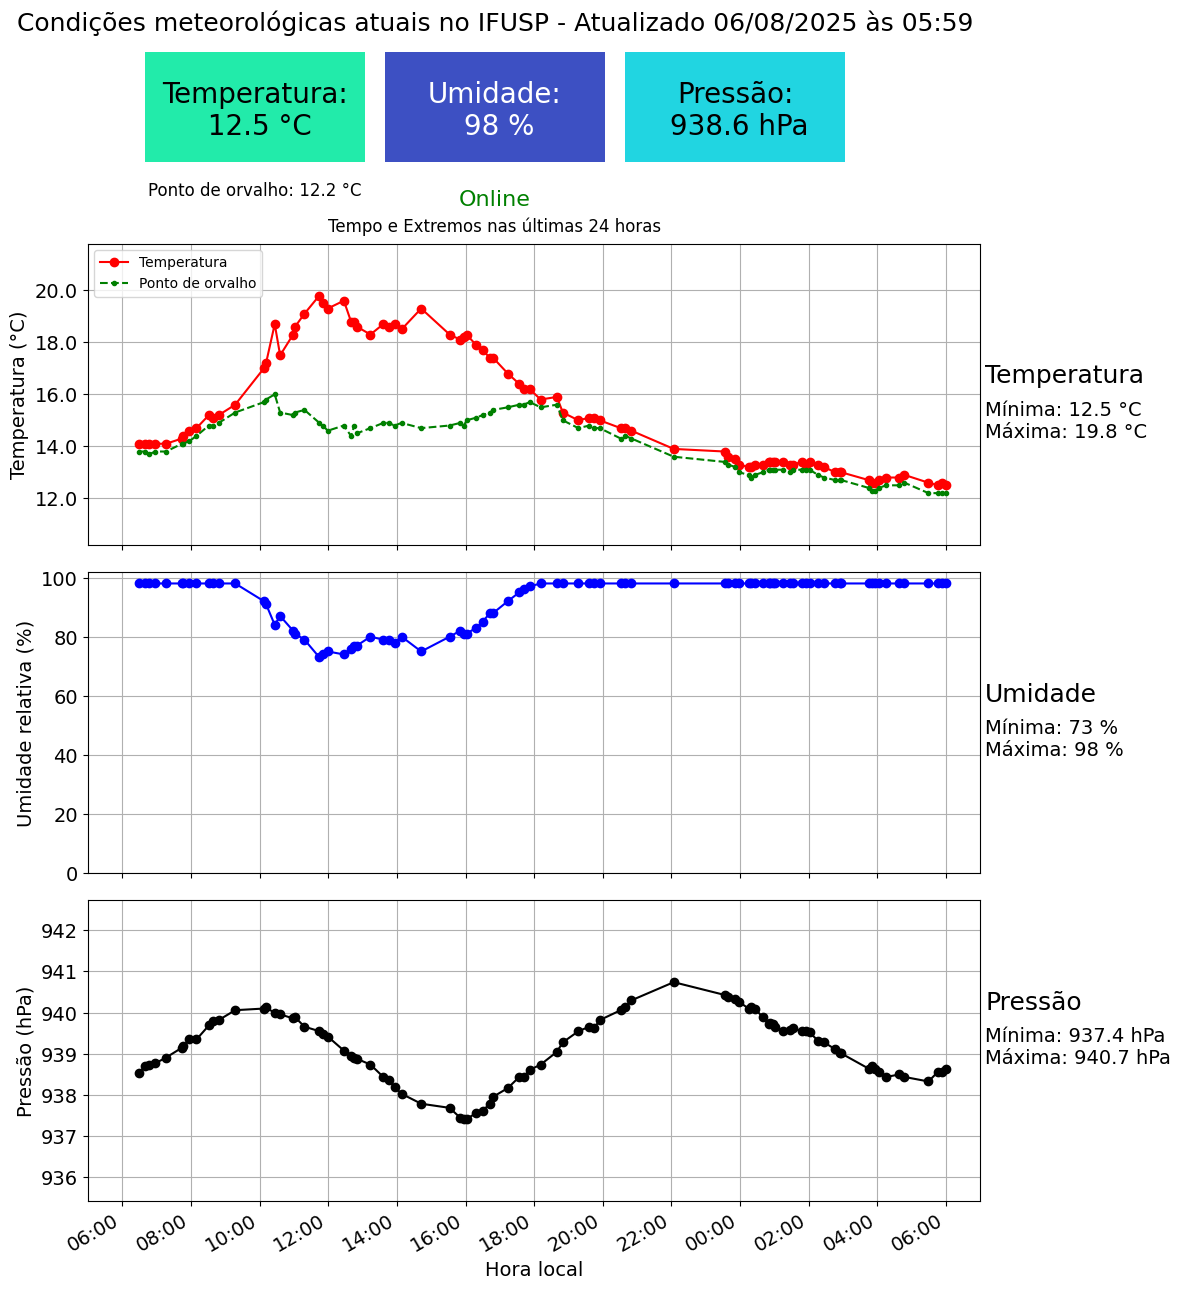 Condições meteorológicas atuais no IFUSP - Atualizado 06/08/2025 às 05:59
Temperatura:
12.5 °C
Umidade:
98 %
Pressão:
938.6 hPa
Ponto de orvalho: 12.2 °C
Online
Tempo e Extremos nas últimas 24 horas
Temperatura
Ponto de orvalho
Temperatura (°C)
20.0
18.0
16.0
14.0
12.0
Temperatura
Mínima: 12.5 °C
Máxima: 19.8 °C
Umidade relativa (%)
100
80
60
40
20
0
Umidade
Mínima: 73 %
Máxima: 98 %
Pressão (hPa)
942
941
940
939
938
937
936
Pressão
Mínima: 937.4 hPa
Máxima: 940.7 hPa
06:00
08:00
10:00
12:00
14:00
16:00
18:00
20:00
22:00
00:00
02:00
04:00
06:00
Hora local